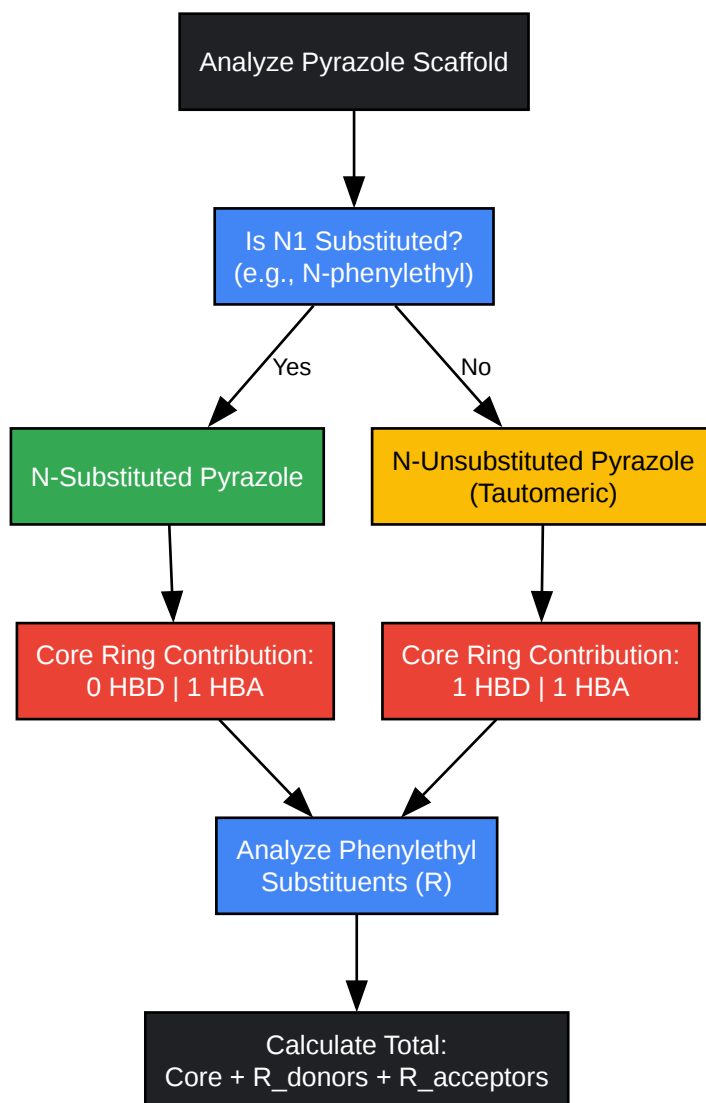 Analyze Pyrazole Scaffold
Is N1 Substituted?
(e.g., N-phenylethyl)
Yes
No
N-Substituted Pyrazole
N-Unsubstituted Pyrazole
(Tautomeric)
Core Ring Contribution:
0 HBD | 1 HBA
Core Ring Contribution:
1 HBD | 1 HBA
Analyze Phenylethyl
Substituents (R)
Calculate Total:
Core + R_donors + R_acceptors